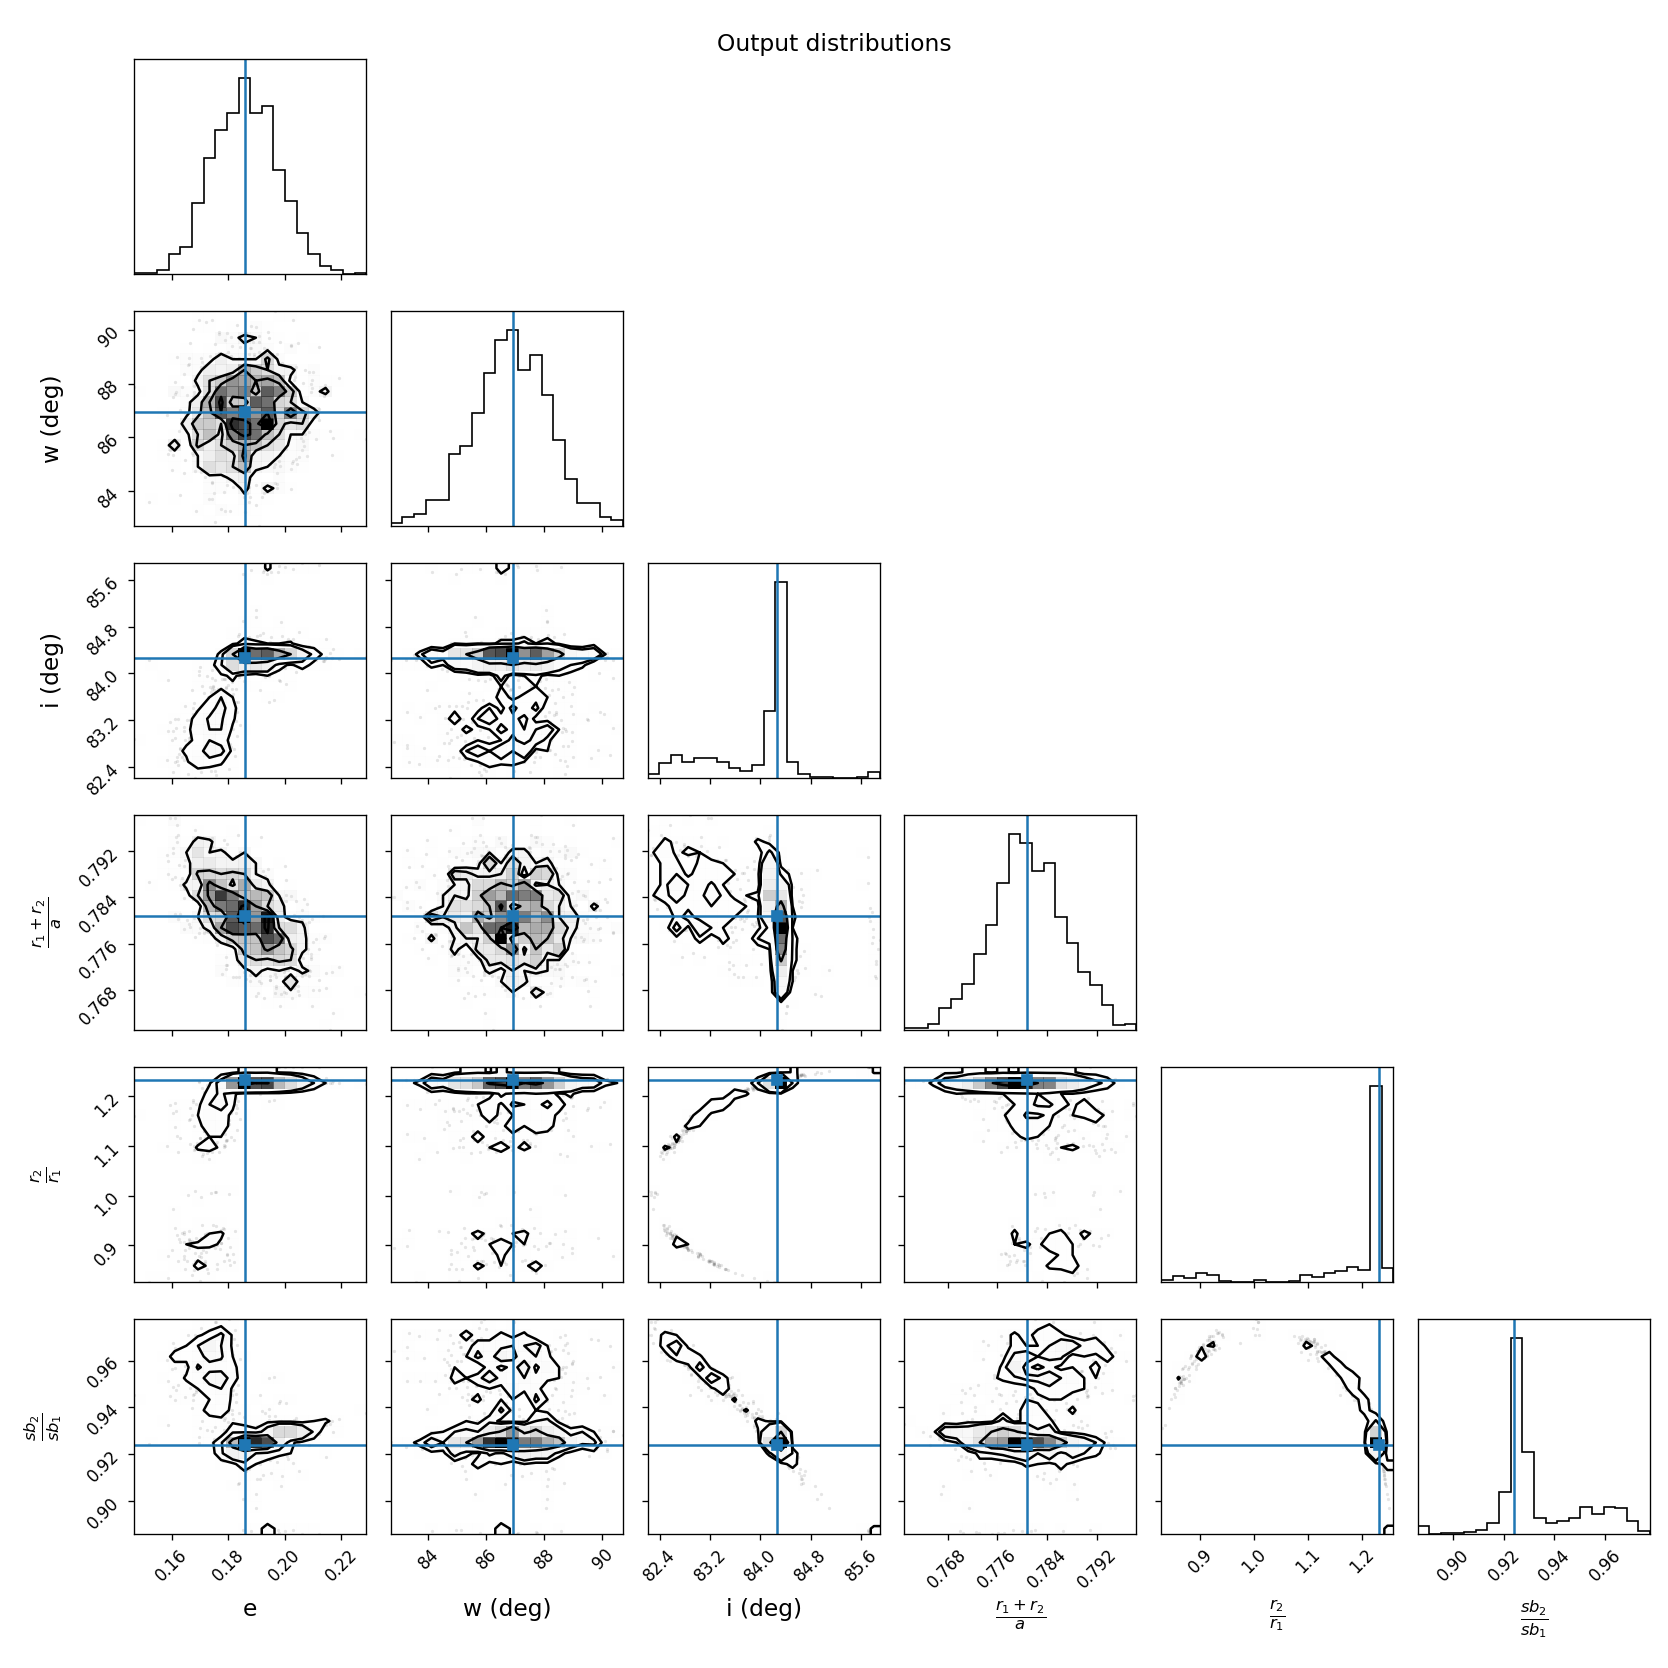 Output distributions
w (deg)
90
88
86
84
i (deg)
85.6
84.8
84.0
83.2
82.4
r₁ + r₂
a
0.792
0.784
0.776
0.768
r₂
r₁
1.2
1.1
1.0
0.9
sb₂
sb₁
0.96
0.94
0.92
0.90
0.16 0.18 0.20 0.22 84 86 88 90 82.4 83.2 84.0 84.8 85.6 0.768 0.776 0.784 0.792 0.9 1.0 1.1 1.2 0.90 0.92 0.94 0.96
e w (deg) i (deg)
r₁ + r₂
a
r₂
r₁
sb₂
sb₁